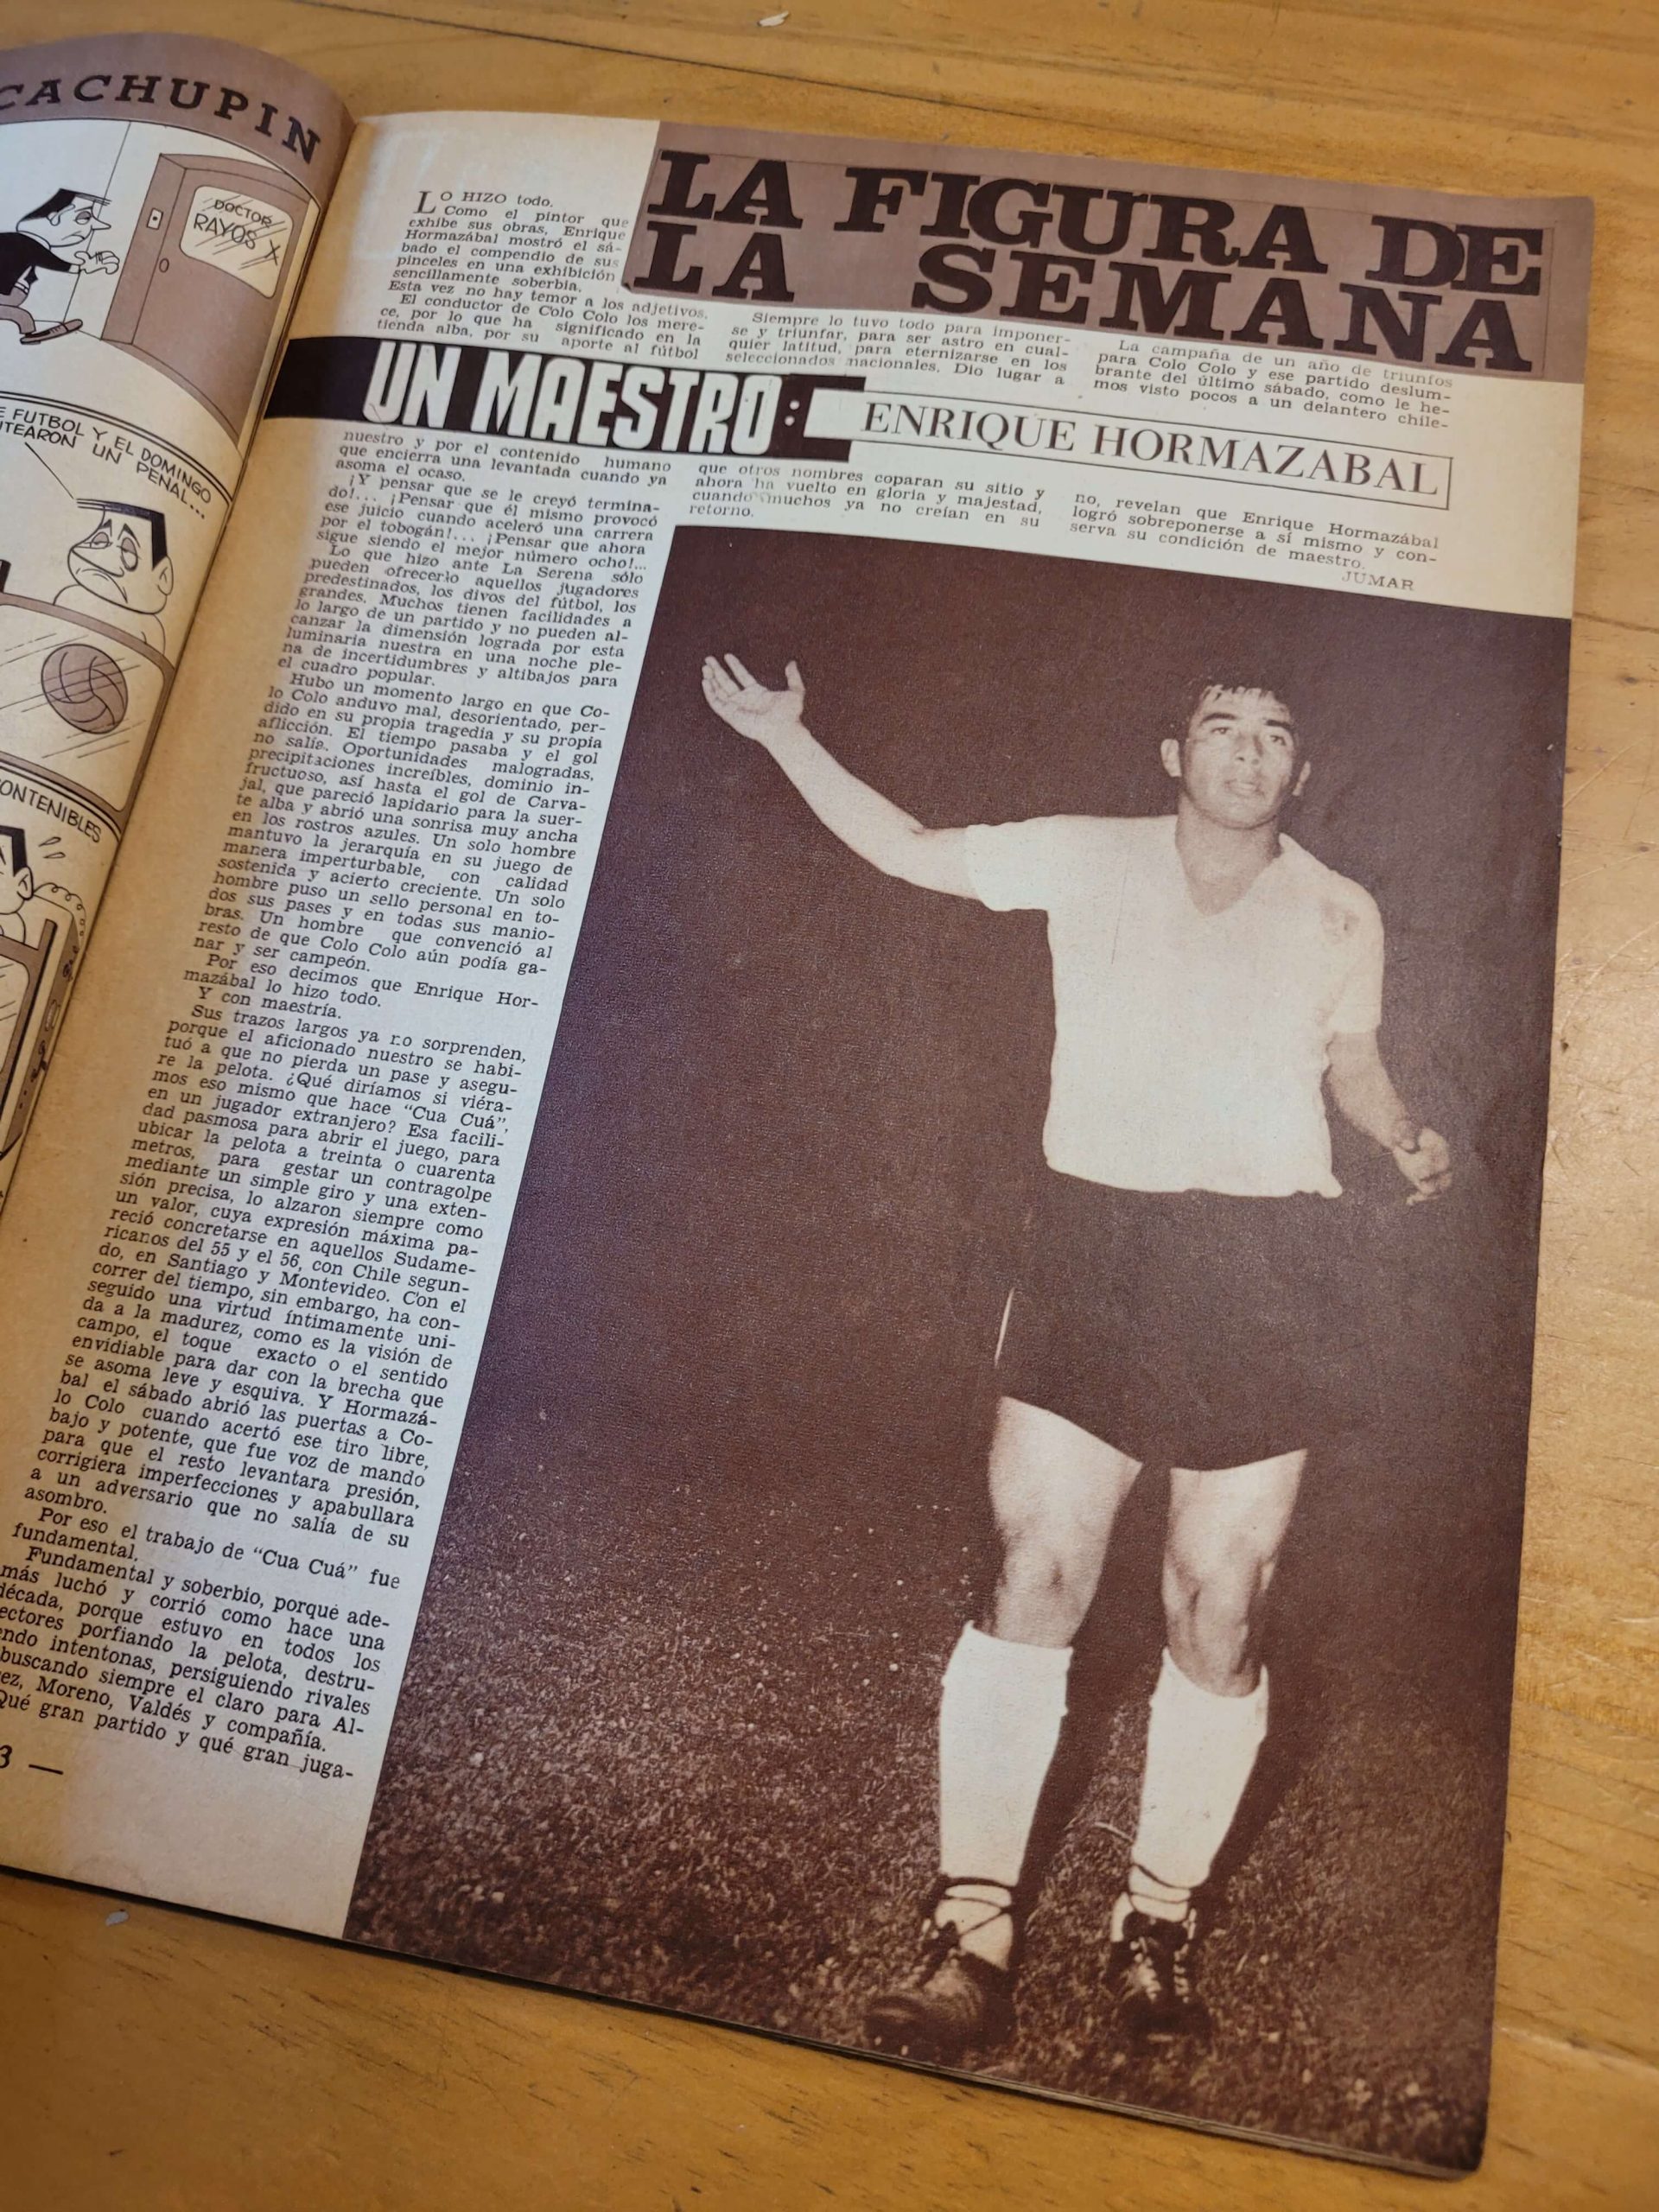 CACHUPIN
DOCTOR
RAYOS X
FUTBOL Y EL DOMINGO
UN PENAL...
LA FIGURA DE
LA SEMANA
LO HIZO todo.
Como el pintor que
exhibe sus obras, Enrique
Hormazábal mostró el sá-
bado el compendio de sus
pinceles en una exhibición
sencillamente soberbia.
Esta vez no hay temor a los adjetivos.
El conductor de Colo Colo los mere-
ce, por lo que ha significado en la
tienda alba, por su aporte al fútbol
UN MAESTRO:
ENRIQUE HORMAZABAL
nuestro y por el contenido humano
que encierra una levantada cuando ya
asoma el ocaso.
¡Y pensar que se le creyó termina-
do!... ¡Pensar que él mismo provocó
ese juicio cuando aceleró una carrera
por el tobogán!... ¡Pensar que ahora
sigue siendo el mejor número ocho!...
Lo que hizo ante La Serena sólo
pueden ofrecerlo aquellos jugadores
predestinados, los divos del fútbol, los
grandes. Muchos tienen facilidades a
lo largo de un partido y no pueden al-
canzar la dimensión lograda por esta
luminaria nuestra en una noche ple-
na de incertidumbres y altibajos para
el cuadro popular.
Hubo un momento largo en que Co-
lo Colo anduvo mal, desorientado, per-
dido en su propia tragedia y su propia
aflicción. El tiempo pasaba y el gol
no salía. Oportunidades malogradas,
precipitaciones increíbles, dominio in-
fructuoso, así hasta el gol de Carva-
jal, que pareció lapidario para la suer-
te alba y abrió una sonrisa muy ancha
en los rostros azules. Un solo hombre
mantuvo la jerarquía en su juego de
manera imperturbable, con calidad
sostenida y acierto creciente. Un solo
hombre puso un sello personal en to-
dos sus pases y en todas sus manio-
bras. Un hombre que convenció al
resto de que Colo Colo aún podía ga-
nar y ser campeón.
Por eso decimos que Enrique Hor-
mazábal lo hizo todo.
Y con maestría.
Sus trazos largos ya no sorprenden,
porque el aficionado nuestro se habi-
tuó a que no pierda un pase y asegu-
re la pelota. ¿Qué diríamos si viéra-
mos eso mismo que hace "Cua Cuá",
en un jugador extranjero? Esa facili-
dad pasmosa para abrir el juego, para
ubicar la pelota a treinta o cuarenta
metros, para gestar un contragolpe
mediante un simple giro y una exten-
sión precisa, lo alzaron siempre como
un valor, cuya expresión máxima pa-
reció concretarse en aquellos Sudame-
ricanos del 55 y el 56, con Chile segun-
do, en Santiago y Montevideo. Con el
correr del tiempo, sin embargo, ha con-
seguido una virtud íntimamente uni-
da a la madurez, como es la visión de
campo, el toque exacto o el sentido
envidiable para dar con la brecha que
se asoma leve y esquiva. Y Hormazá-
bal el sábado abrió las puertas a Co-
lo Colo cuando acertó ese tiro libre,
bajo y potente, que fue voz de mando
para que el resto levantara presión,
corrigiera imperfecciones y apabullara
a un adversario que no salía de su
asombro.
Por eso el trabajo de "Cua Cuá" fue
fundamental.
Fundamental y soberbio, porque ade-
más luchó y corrió como hace una
década, porque estuvo en todos los
ectores porfiando la pelota, destru-
endo intentonas, persiguiendo rivales
buscando siempre el claro para Al-
ez, Moreno, Valdés y compañía.
Qué gran partido y qué gran juga-
3 —
Siempre lo tuvo todo para imponer-
se y triunfar, para ser astro en cual-
quier latitud, para eternizarse en los
seleccionados nacionales. Dio lugar a
que otros nombres coparan su sitio y
ahora ha vuelto en gloria y majestad,
cuando muchos ya no creían en su
retorno.
La campaña de un año de triunfos
para Colo Colo y ese partido deslum-
brante del último sábado, como le he-
mos visto pocos a un delantero chile-
no, revelan que Enrique Hormazábal
logró sobreponerse a sí mismo y con-
serva su condición de maestro.
JUMAR